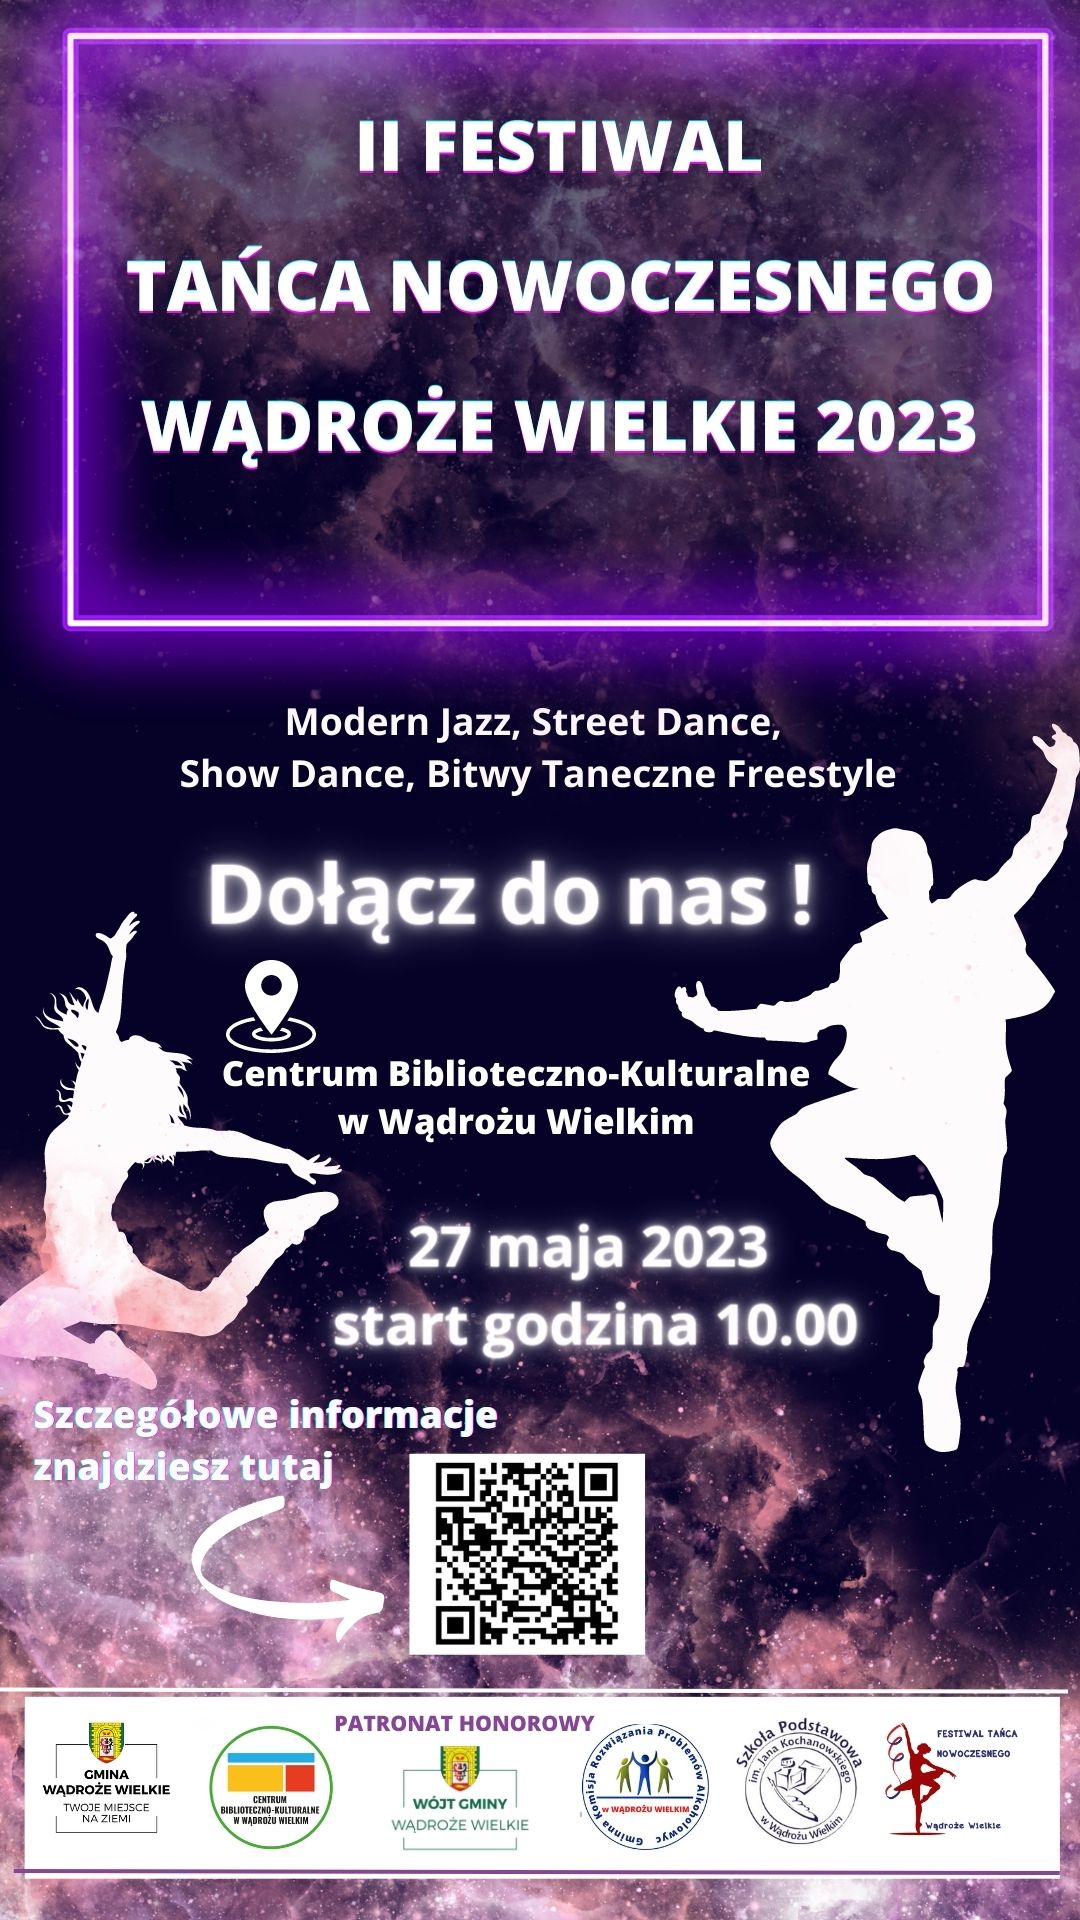 II FESTIWAL
TAŃCA NOWOCZESNEGO
WĄDROŻE WIELKIE 2023
Modern Jazz, Street Dance,
Show Dance, Bitwy Taneczne Freestyle
Dołącz do nas !
Centrum Biblioteczno-Kulturalne
w Wądrożu Wielkim
27 maja 2023
start godzina 10.00
Szczegółowe informacje
znajdziesz tutaj
PATRONAT HONOROWY
GMINA
WĄDROŻE WIELKIE
TWOJE MIEJSCE
NA ZIEMI
CENTRUM
BIBLIOTECZNO-KULTURALNE
W WĄDROŻU WIELKIM
WÓJT GMINY
WĄDROŻE WIELKIE
Gminna Komisja Rozwiązania Problemów Alkoholowyc
w WĄDROŻU WIELKIM
Szkoła Podstawowa
im. Jana Kochanowskiego
w Wądrożu Wielkim
FESTIWAL TAŃCA
NOWOCZESNEGO
Wądroże Wielkie